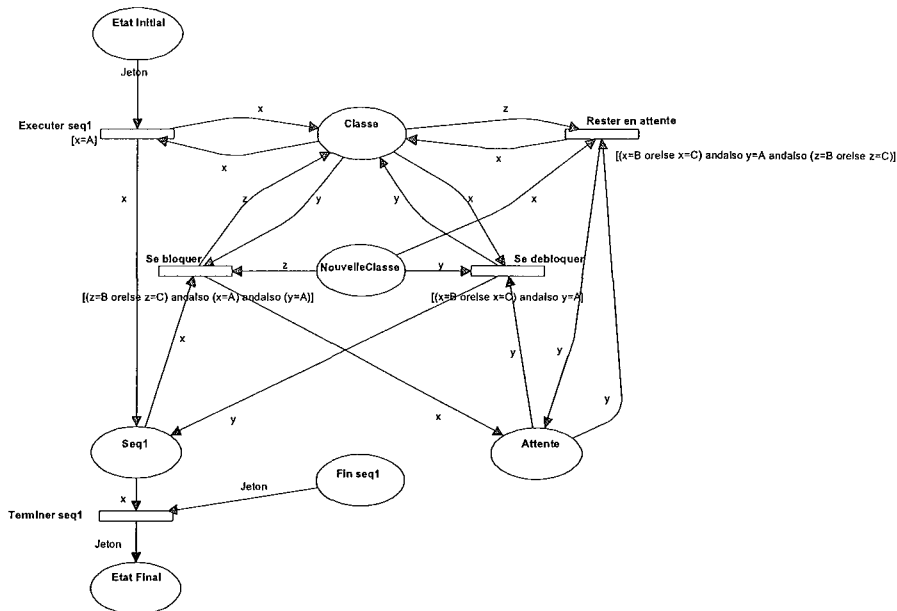 Etat Initial
Jeton
x
Classe
z
Rester en attente
Executer seq1
[x=A]
x
x
[(x=B orelse x=C) andalso y=A andalso (z=B orelse z=C)]
x
z
y
y
x
x
Se bloquer
z
NouvelleClasse
y
Se debloquer
[(z=B orelse z=C) andalso (x=A) andalso (y=A)]
[(x=B orelse x=C) andalso y=A]
x
y
y
y
y
x
Seq1
Attente
Fin seq1
x
Jeton
Terminer seq1
Jeton
Etat Final